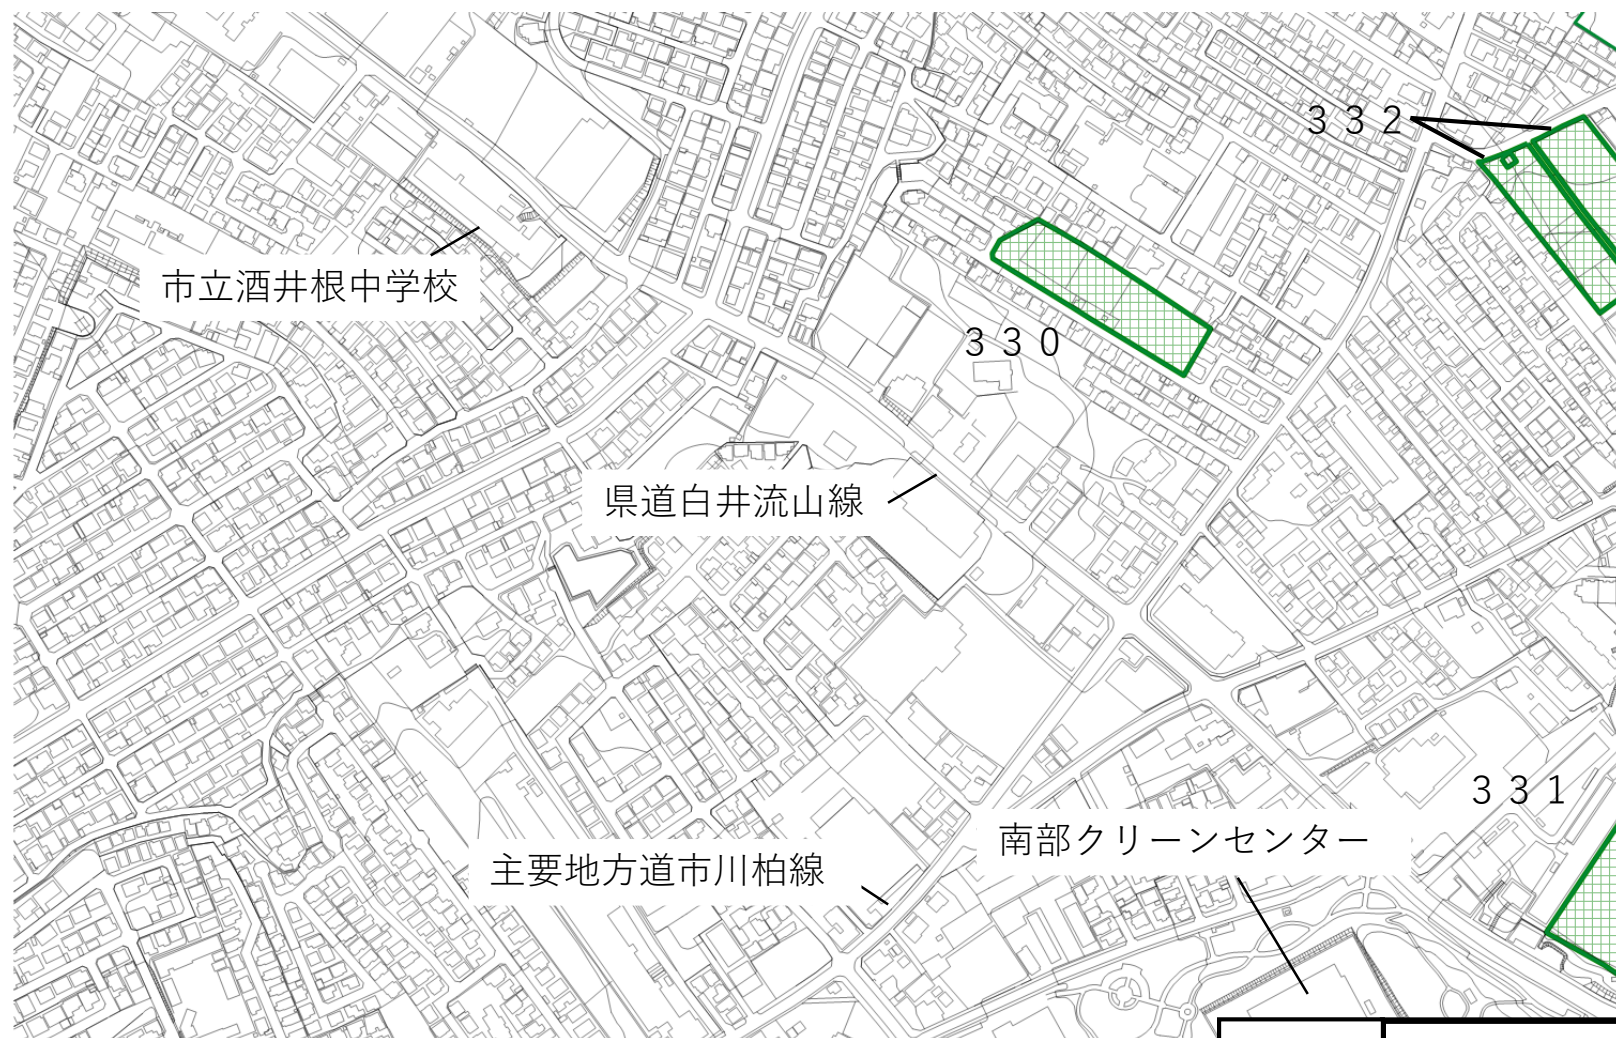 ３３２
市立酒井根中学校
３３０
県道白井流山線
３３１
南部クリーンセンター
主要地方道市川柏線